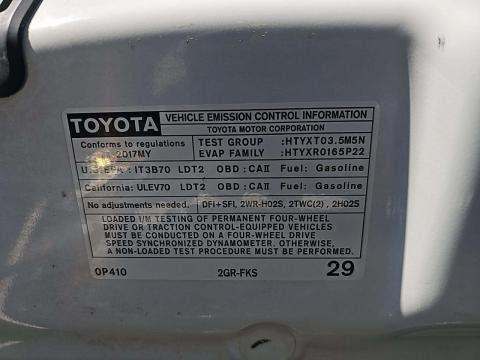 TOYOTA
VEHICLE EMISSION CONTROL INFORMATION
TOYOTA MOTOR CORPORATION
Conforms to regulations
:2017MY
TEST GROUP :HTYXT03.5M5N
EVAP FAMILY :HTYXR0165P22
U.S.EPA: IT3B70 LDT2 OBD:CAII Fuel: Gasoline
California: ULEV70 LDT2 OBD:CAII Fuel: Gasoline
No adjustments needed. DFI+SFI, 2WR-HO2S, 2TWC(2), 2HO2S
LOADED I/M TESTING OF PERMANENT FOUR-WHEEL
DRIVE OR TRACTION CONTROL-EQUIPPED VEHICLES
MUST BE CONDUCTED ON A FOUR-WHEEL DRIVE
SPEED SYNCHRONIZED DYNAMOMETER. OTHERWISE,
A NON-LOADED TEST PROCEDURE MUST BE PERFORMED.
0P410 2GR-FKS 29